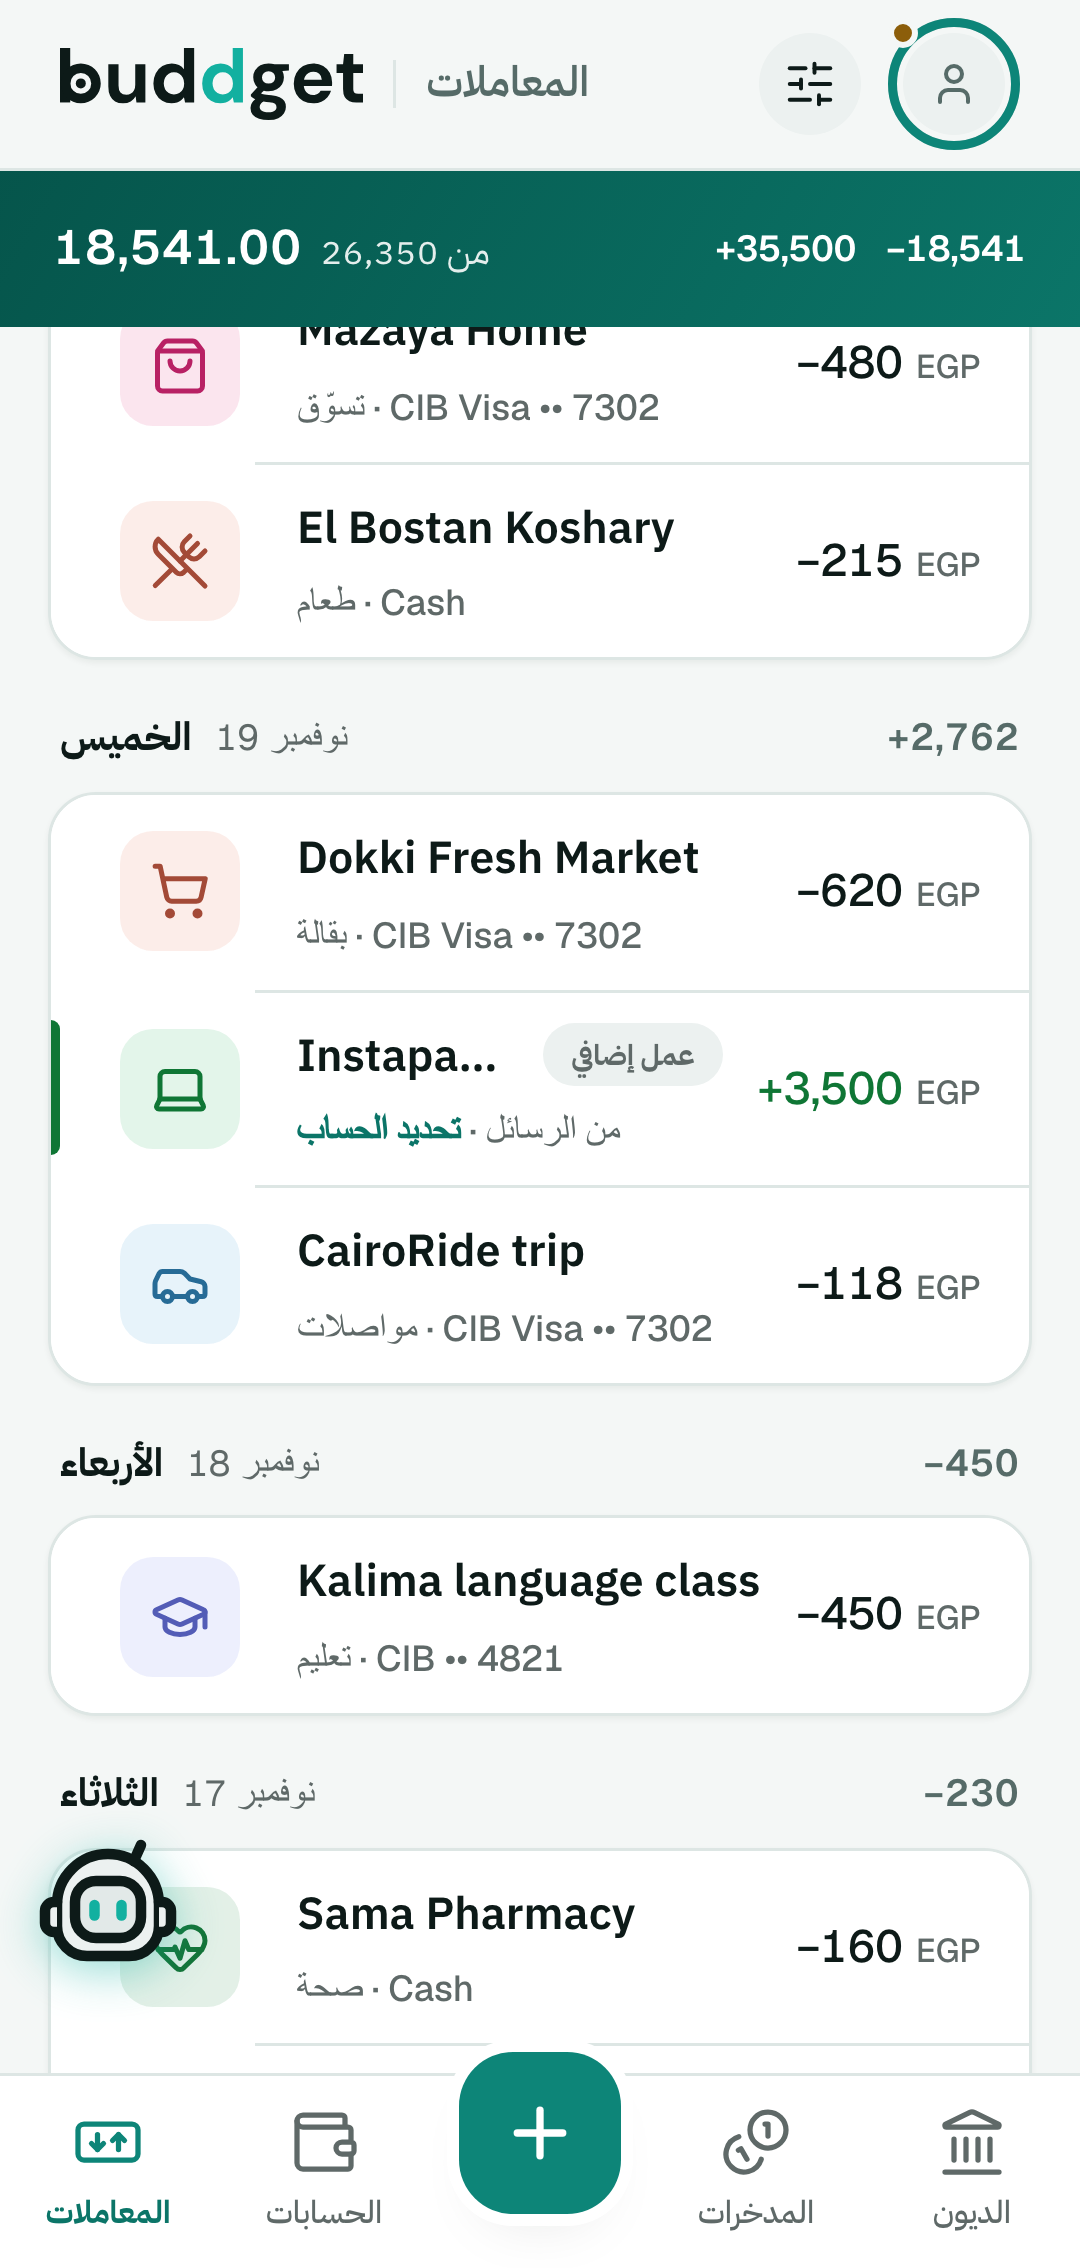 buddget | المعاملات
18,541.00 من 26,350 +35,500 −18,541
Mazaya Home
−480 EGP
تسوّق · CIB Visa •• 7302
El Bostan Koshary
−215 EGP
طعام · Cash
الخميس 19 نوفمبر +2,762
Dokki Fresh Market
−620 EGP
بقالة · CIB Visa •• 7302
Instapa... عمل إضافي
+3,500 EGP
من الرسائل · تحديد الحساب
CairoRide trip
−118 EGP
مواصلات · CIB Visa •• 7302
الأربعاء 18 نوفمبر −450
Kalima language class
−450 EGP
تعليم · CIB •• 4821
الثلاثاء 17 نوفمبر −230
Sama Pharmacy
−160 EGP
صحة · Cash
المعاملات الحسابات المدخرات الديون